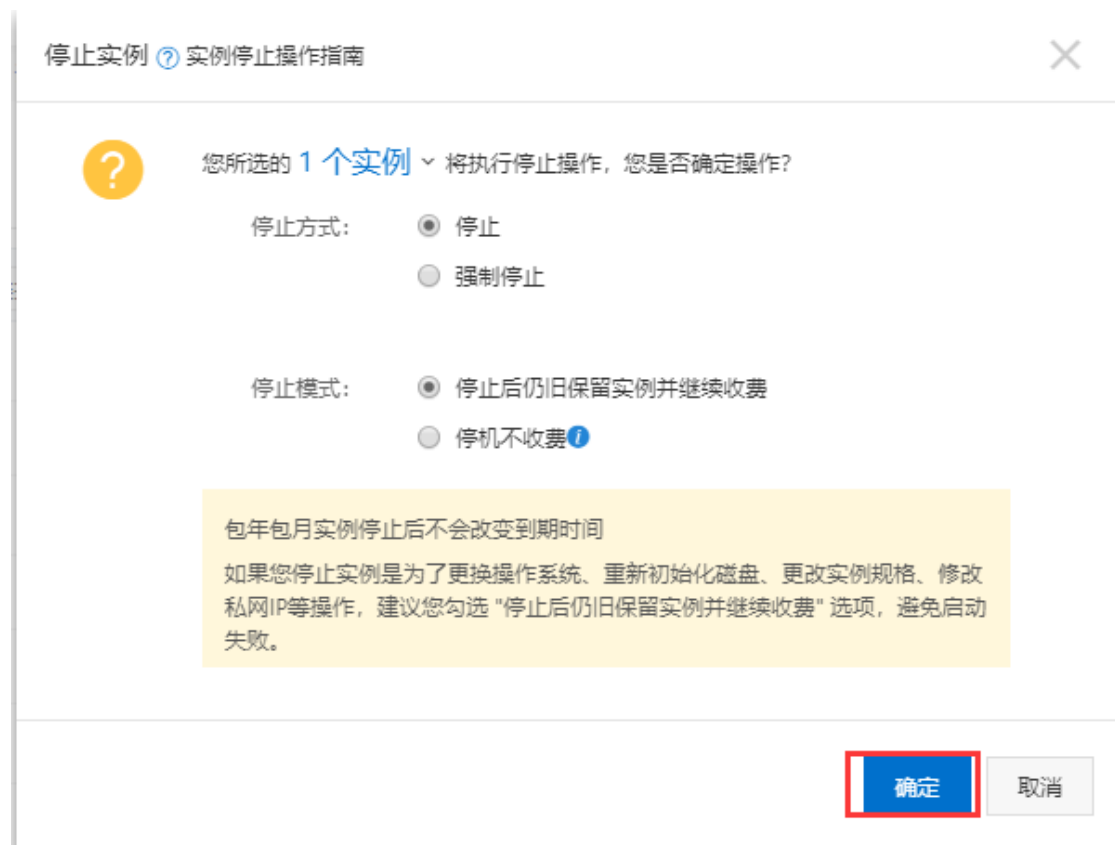 停止实例 ? 实例停止操作指南
您所选的 1 个实例 将执行停止操作，您是否确定操作?
停止方式：
停止
强制停止
停止模式：
停止后仍旧保留实例并继续收费
停机不收费
包年包月实例停止后不会改变到期时间
如果您停止实例是为了更换操作系统、重新初始化磁盘、更改实例规格、修改
私网IP等操作，建议您勾选 "停止后仍旧保留实例并继续收费" 选项，避免启动
失败。
确定
取消